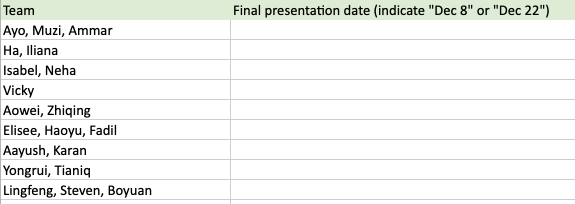 Team Final presentation date (indicate "Dec 8" or "Dec 22")
Ayo, Muzi, Ammar
Ha, Iliana
Isabel, Neha
Vicky
Aowei, Zhiqing
Elisee, Haoyu, Fadil
Aayush, Karan
Yongrui, Tianiq
Lingfeng, Steven, Boyuan